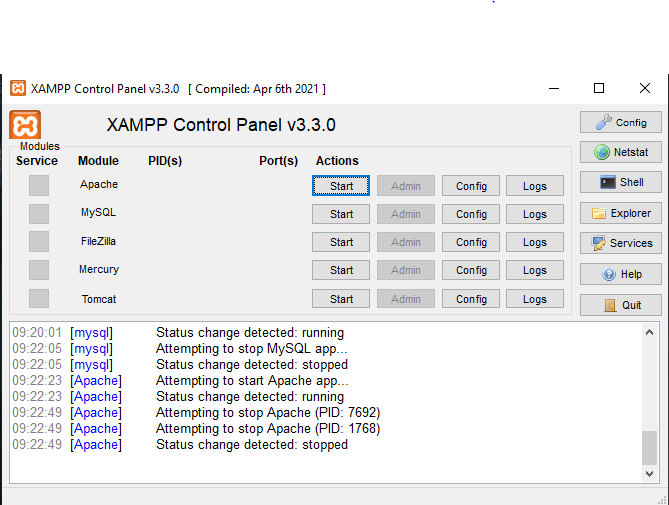 XAMPP Control Panel v3.3.0 [ Compiled: Apr 6th 2021 ]
XAMPP Control Panel v3.3.0
Config
Modules
Service Module PID(s) Port(s) Actions
Netstat
Apache Start Admin Config Logs
Shell
MySQL Start Admin Config Logs
Explorer
FileZilla Start Admin Config Logs
Services
Mercury Start Admin Config Logs
Help
Tomcat Start Admin Config Logs
Quit
09:20:01 [mysql] Status change detected: running
09:22:05 [mysql] Attempting to stop MySQL app...
09:22:05 [mysql] Status change detected: stopped
09:22:23 [Apache] Attempting to start Apache app...
09:22:23 [Apache] Status change detected: running
09:22:49 [Apache] Attempting to stop Apache (PID: 7692)
09:22:49 [Apache] Attempting to stop Apache (PID: 1768)
09:22:49 [Apache] Status change detected: stopped